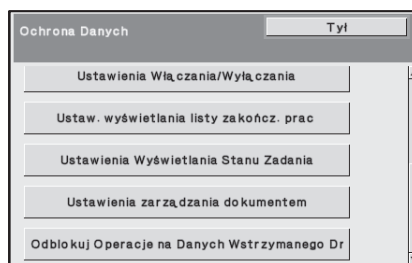 Ochrona Danych
Tył
Ustawienia Włączania/Wyłączania
Ustaw. wyświetlania listy zakończ. prac
Ustawienia Wyświetlania Stanu Zadania
Ustawienia zarządzania dokumentem
Odblokuj Operacje na Danych Wstrzymanego Dr